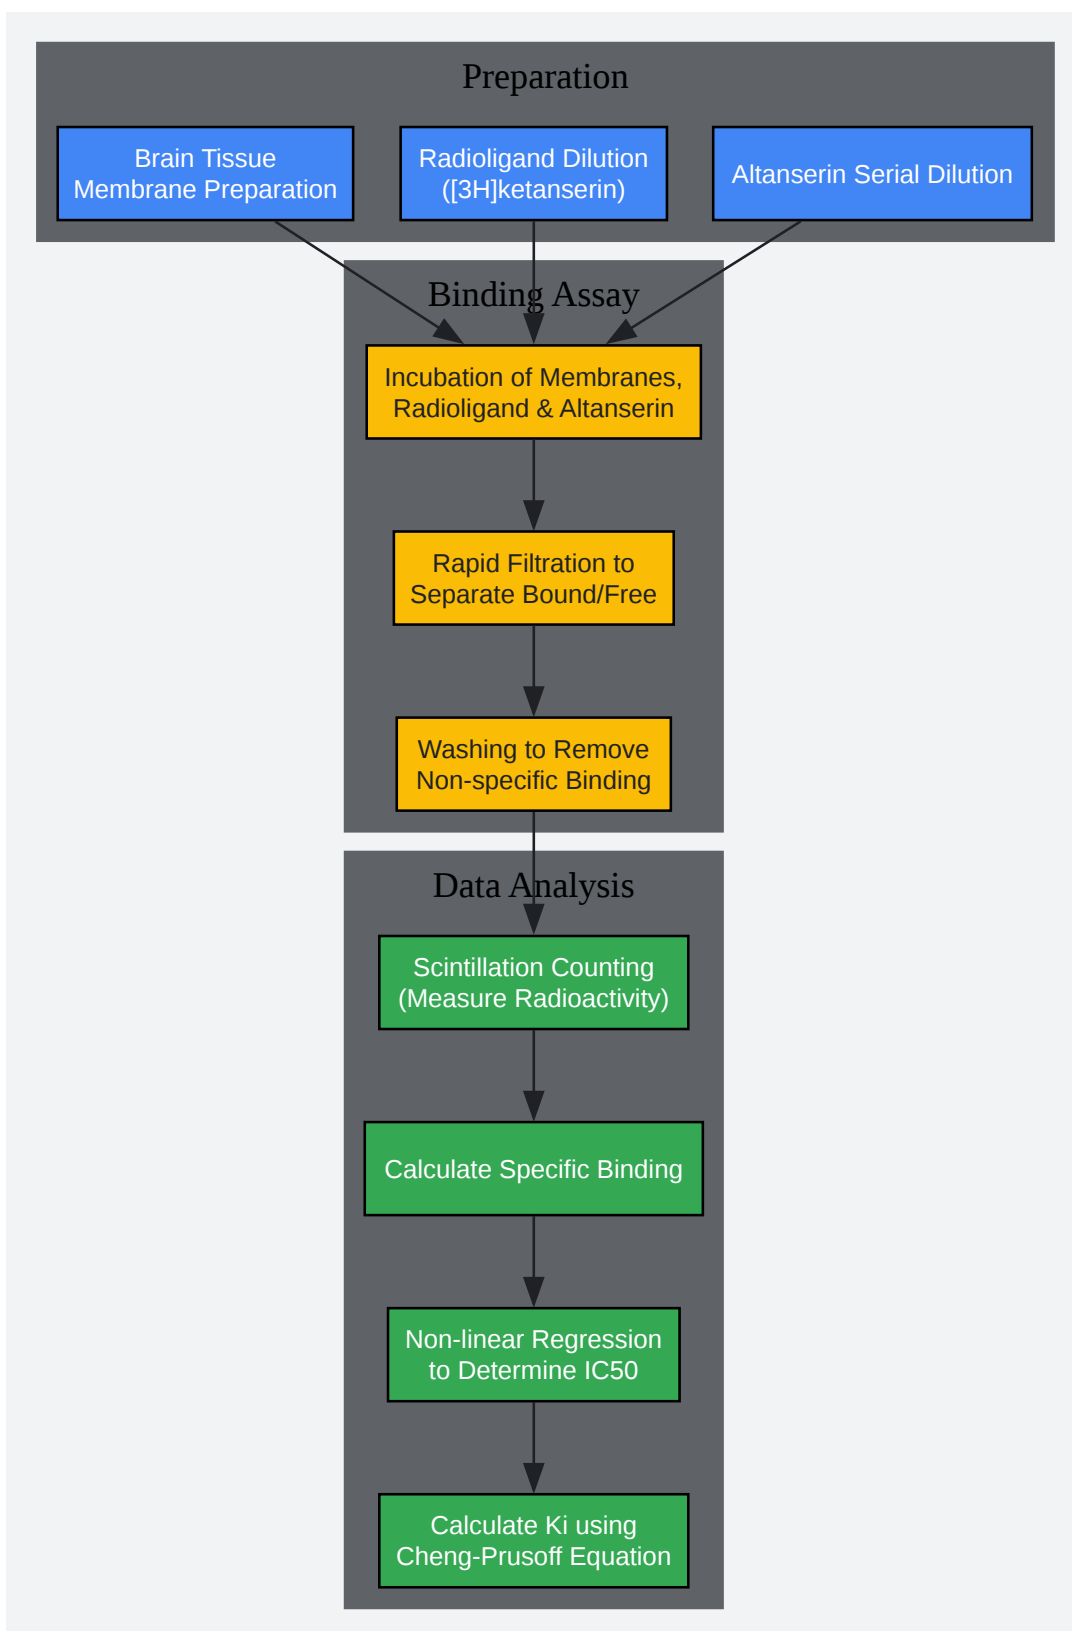 Preparation
Brain Tissue
Membrane Preparation
Radioligand Dilution
([3H]ketanserin)
Altanserin Serial Dilution
Binding Assay
Incubation of Membranes,
Radioligand & Altanserin
Rapid Filtration to
Separate Bound/Free
Washing to Remove
Non-specific Binding
Data Analysis
Scintillation Counting
(Measure Radioactivity)
Calculate Specific Binding
Non-linear Regression
to Determine IC50
Calculate Ki using
Cheng-Prusoff Equation